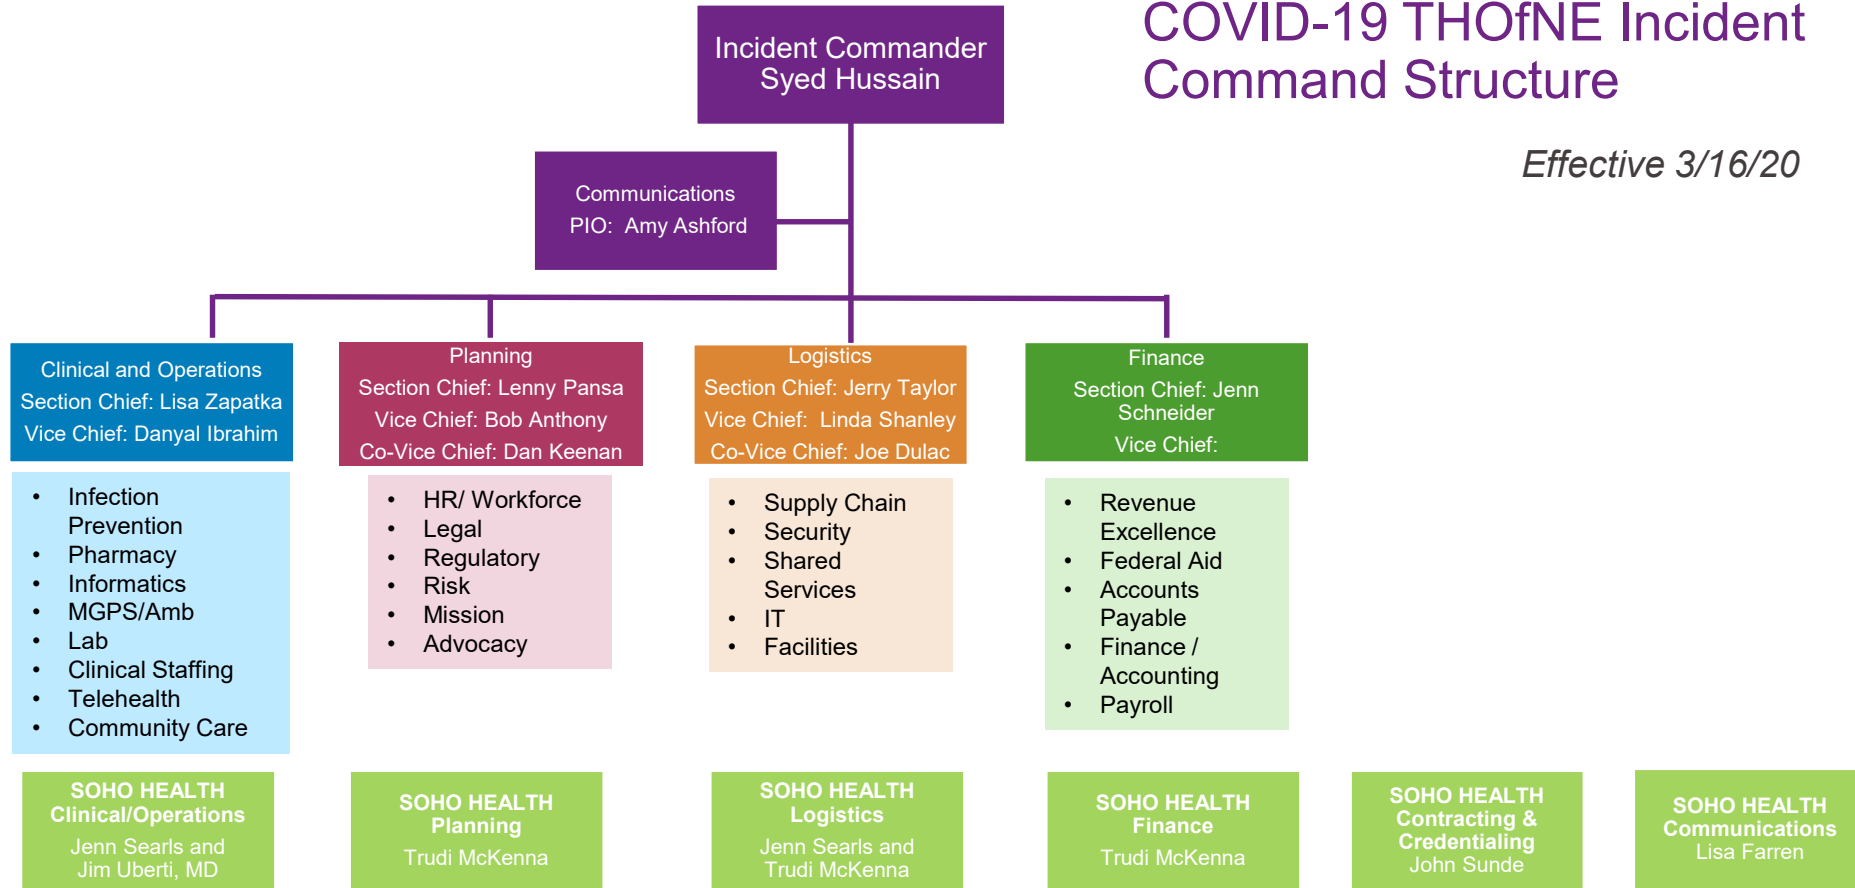 COVID-19 THOfNE Incident
Command Structure
Effective 3/16/20
Incident Commander
Syed Hussain
Communications
PIO:  Amy Ashford
Clinical and Operations
Section Chief: Lisa Zapatka
Vice Chief: Danyal Ibrahim
Planning
Section Chief: Lenny Pansa
Vice Chief: Bob Anthony
Co-Vice Chief: Dan Keenan
Logistics
Section Chief: Jerry Taylor
Vice Chief:  Linda Shanley
Co-Vice Chief: Joe Dulac
Finance
Section Chief: Jenn
Schneider
Vice Chief:
• Infection
Prevention
• Pharmacy
• Informatics
• MGPS/Amb
• Lab
• Clinical Staffing
• Telehealth
• Community Care
• HR/ Workforce
• Legal
• Regulatory
• Risk
• Mission
• Advocacy
• Supply Chain
• Security
• Shared
Services
• IT
• Facilities
• Revenue
Excellence
• Federal Aid
• Accounts
Payable
• Finance /
Accounting
• Payroll
SOHO HEALTH
Clinical/Operations
Jenn Searls and
Jim Uberti, MD
SOHO HEALTH
Planning
Trudi McKenna
SOHO HEALTH
Logistics
Jenn Searls and
Trudi McKenna
SOHO HEALTH
Finance
Trudi McKenna
SOHO HEALTH
Contracting &
Credentialing
John Sunde
SOHO HEALTH
Communications
Lisa Farren